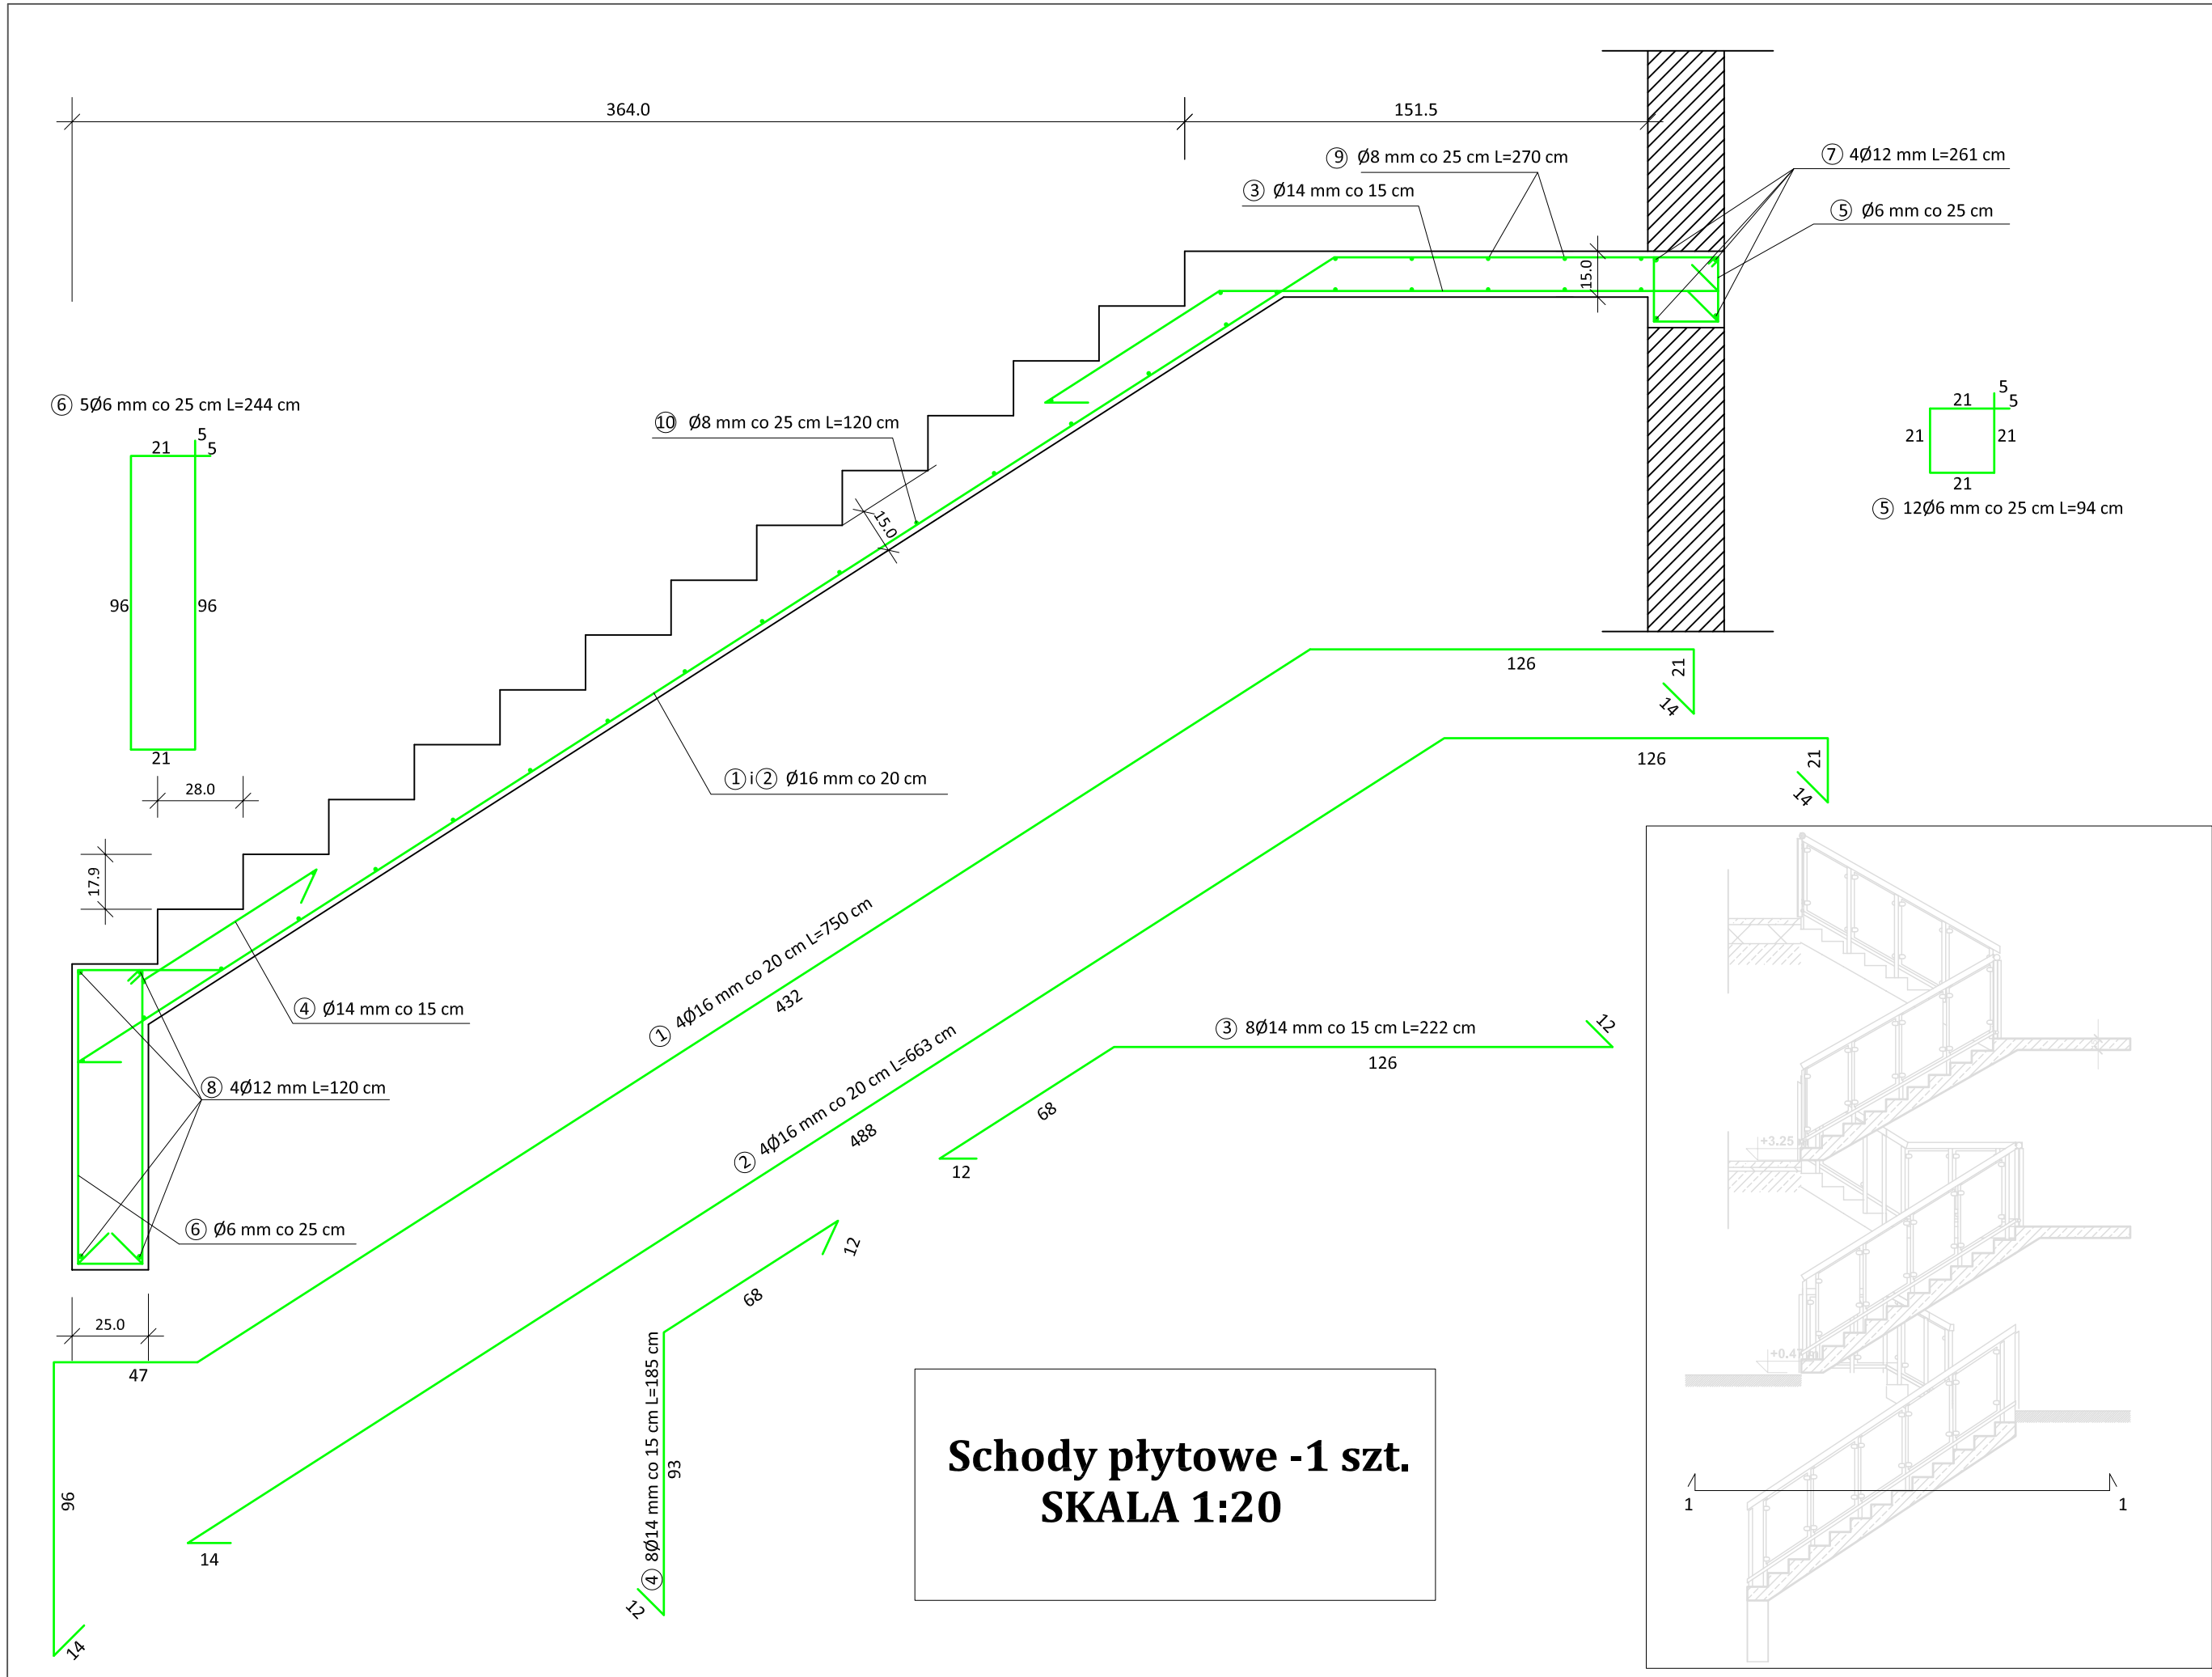 364.0
151.5
⑨ Ø8 mm co 25 cm L=270 cm
⑦ 4Ø12 mm L=261 cm
③ Ø14 mm co 15 cm
⑤ Ø6 mm co 25 cm
15.0
⑥ 5Ø6 mm co 25 cm L=244 cm
5
21
5
96
96
21
⑩ Ø8 mm co 25 cm L=120 cm
15.0
5
21
5
21
21
21
⑤ 12Ø6 mm co 25 cm L=94 cm
① i ② Ø16 mm co 20 cm
28.0
17.9
④ Ø14 mm co 15 cm
⑧ 4Ø12 mm L=120 cm
⑥ Ø6 mm co 25 cm
25.0
126
21
14
① 4Ø16 mm co 20 cm L=750 cm
432
47
96
14
126
21
14
② 4Ø16 mm co 20 cm L=663 cm
488
14
③ 8Ø14 mm co 15 cm L=222 cm
12
126
68
12
12
68
④ 8Ø14 mm co 15 cm L=185 cm
93
12
Schody płytowe -1 szt.
SKALA 1:20
+3.25
1
1